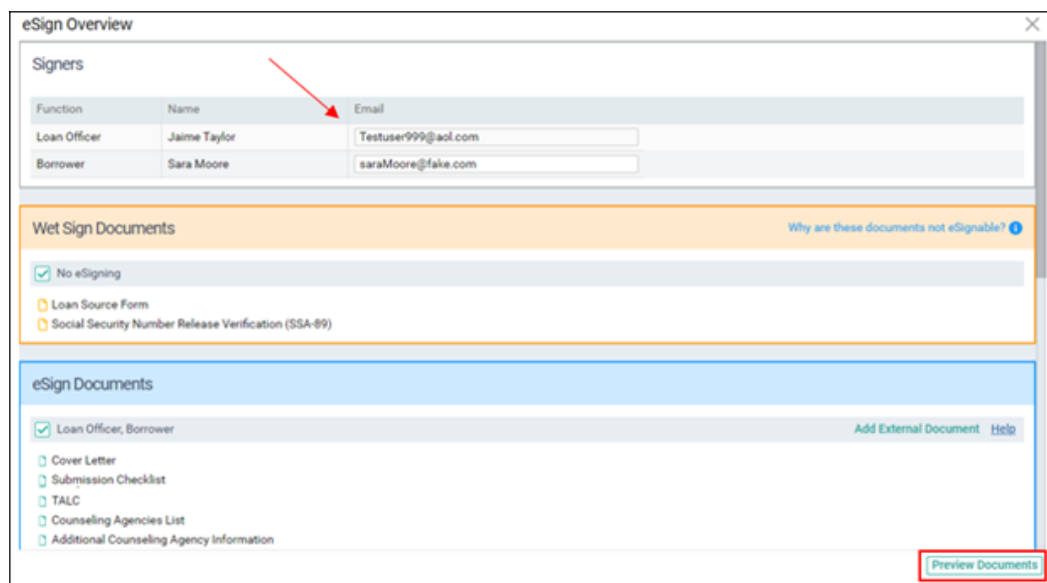 eSign Overview
Signers
Function Name Email
Loan Officer Jaime Taylor Testuser999@aol.com
Borrower Sara Moore saraMoore@fake.com
Wet Sign Documents Why are these documents not eSignable?
No eSigning
Loan Source Form
Social Security Number Release Verification (SSA-89)
eSign Documents
Loan Officer, Borrower Add External Document Help
Cover Letter
Submission Checklist
TALC
Counseling Agencies List
Additional Counseling Agency Information
Preview Documents